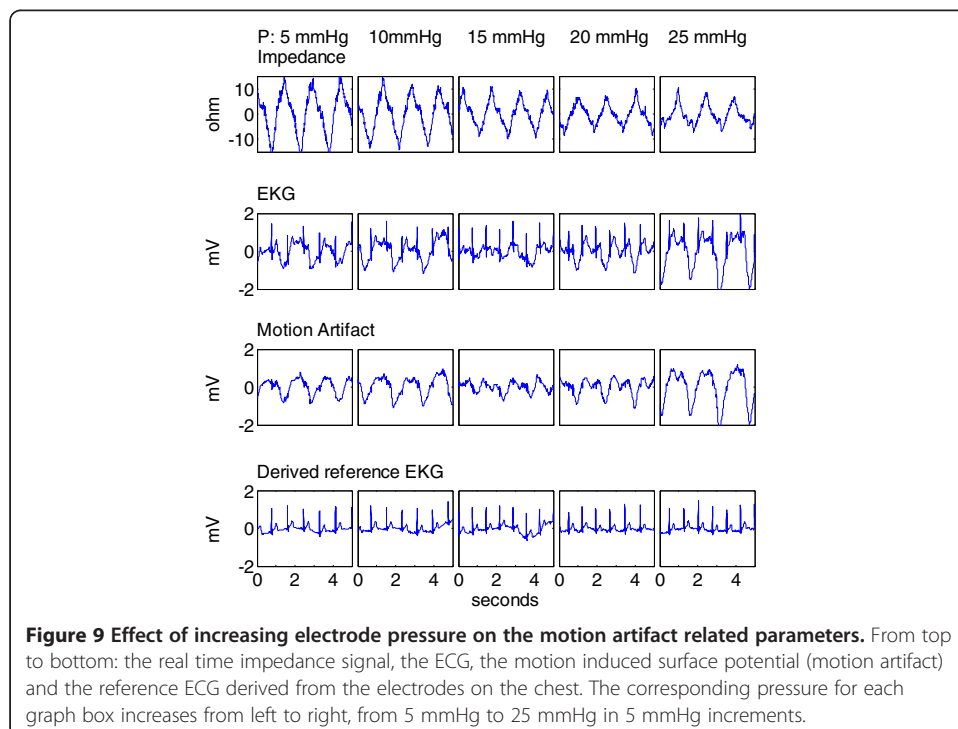 P: 5 mmHg 10mmHg 15 mmHg 20 mmHg 25 mmHg
Impedance
10
0
-10
ohm
EKG
2
0
-2
mV
Motion Artifact
2
0
-2
mV
Derived reference EKG
2
0
-2
mV
0 2 4 0 2 4 0 2 4 0 2 4 0 2 4
seconds
Figure 9 Effect of increasing electrode pressure on the motion artifact related parameters. From top
to bottom: the real time impedance signal, the ECG, the motion induced surface potential (motion artifact)
and the reference ECG derived from the electrodes on the chest. The corresponding pressure for each
graph box increases from left to right, from 5 mmHg to 25 mmHg in 5 mmHg increments.